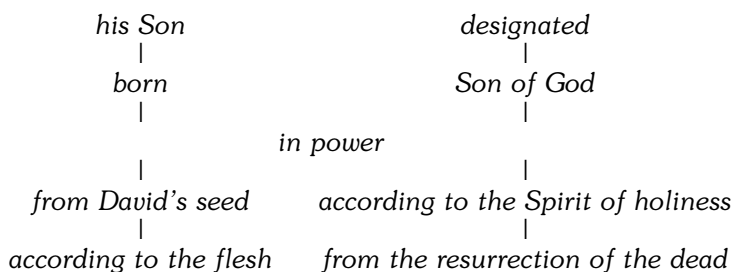 his Son designated
born Son of God
in power
from David's seed according to the Spirit of holiness
according to the flesh from the resurrection of the dead